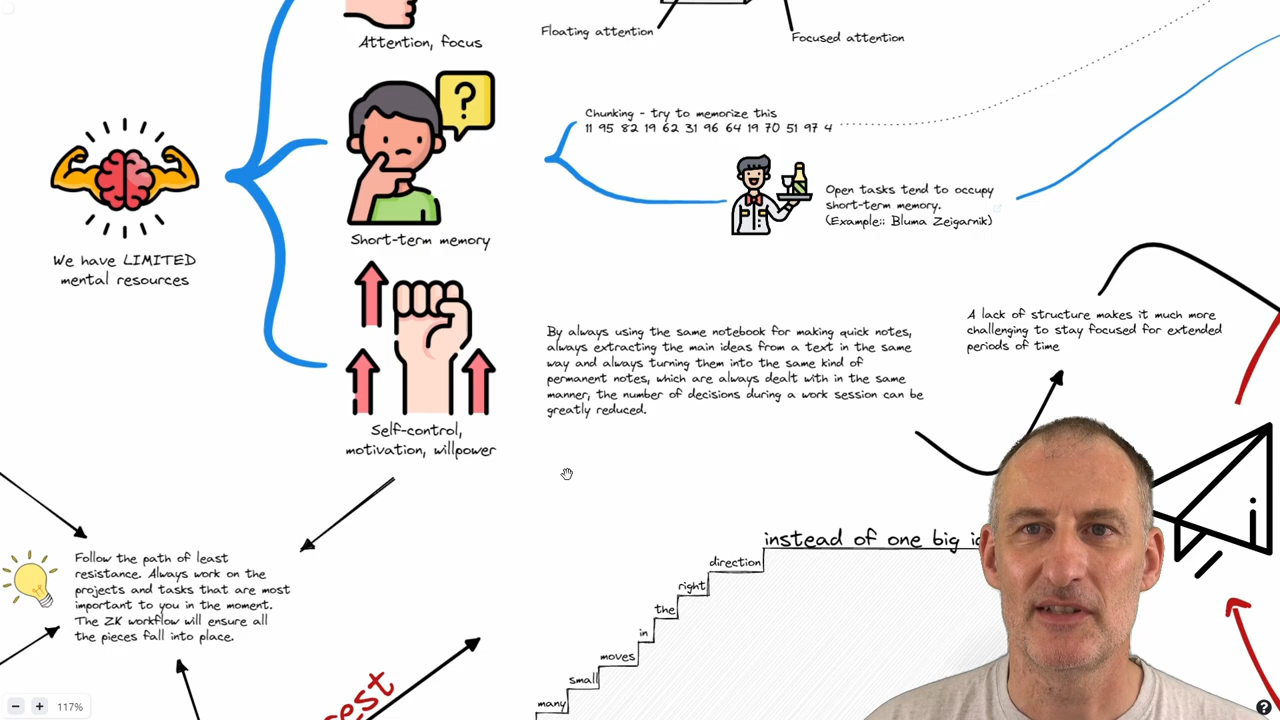 Attention, focus
Floating attention
Focused attention
?
Chunking - try to memorize this
11 95 82 19 62 31 96 64 19 70 51 97 4
Open tasks tend to occupy
short-term memory.
(Example:: Bluma Zeigarnik)
We have LIMITED
mental resources
Short-term memory
By always using the same notebook for making quick notes,
always extracting the main ideas from a text in the same
way and always turning them into the same kind of
permanent notes, which are always dealt with in the same
manner, the number of decisions during a work session can be
greatly reduced.
A lack of structure makes it much more
challenging to stay focused for extended
periods of time
Self-control,
motivation, willpower
Follow the path of least
resistance. Always work on the
projects and tasks that are most
important to you in the moment.
The ZK workflow will ensure all
the pieces fall into place.
instead of one big
direction
right
the
in
moves
small
many
117%
?